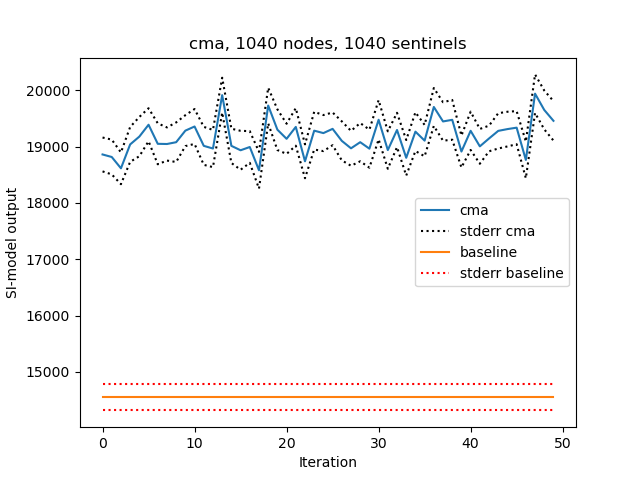 cma, 1040 nodes, 1040 sentinels
SI-model output
20000
19000
18000
17000
16000
15000
cma
stderr cma
baseline
stderr baseline
0 10 20 30 40 50
Iteration